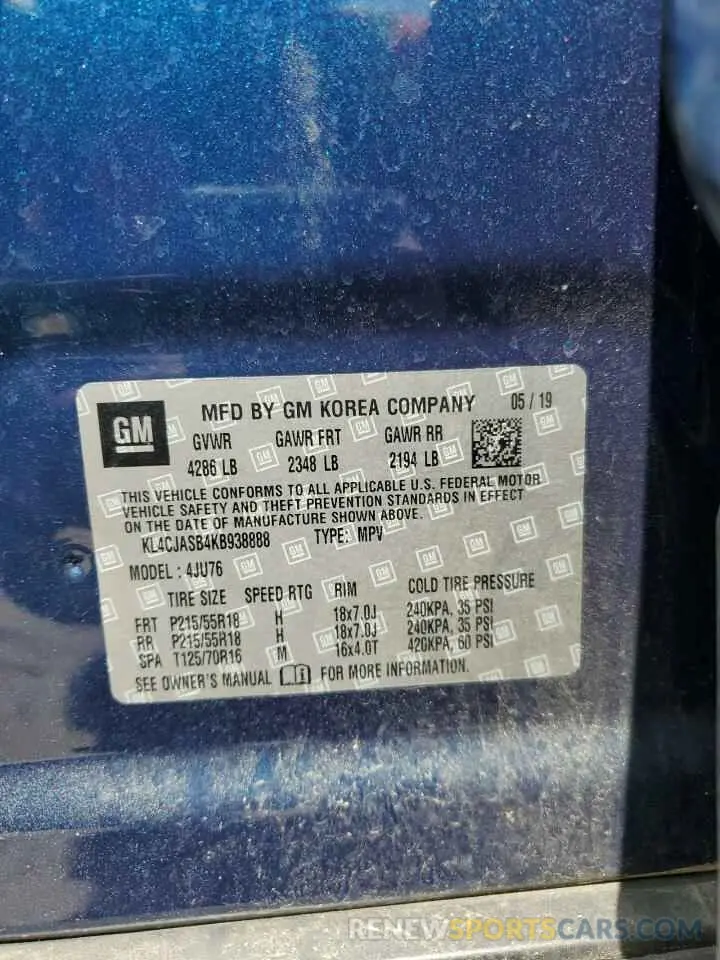 GM MFD BY GM KOREA COMPANY 05 / 19
GVWR GAWR FRT GAWR RR
4286 LB 2348 LB 2194 LB
THIS VEHICLE CONFORMS TO ALL APPLICABLE U.S. FEDERAL MOTOR
VEHICLE SAFETY AND THEFT PREVENTION STANDARDS IN EFFECT
ON THE DATE OF MANUFACTURE SHOWN ABOVE.
KL4CJASB4KB938888 TYPE: MPV
MODEL : 4JU76
TIRE SIZE SPEED RTG RIM COLD TIRE PRESSURE
FRT P215/55R18 H 18x7.0J 240KPA, 35 PSI
RR P215/55R18 H 18x7.0J 240KPA, 35 PSI
SPA T125/70R16 M 16x4.0T 420KPA, 60 PSI
SEE OWNER'S MANUAL FOR MORE INFORMATION.
RENEWSPORTSCARS.COM